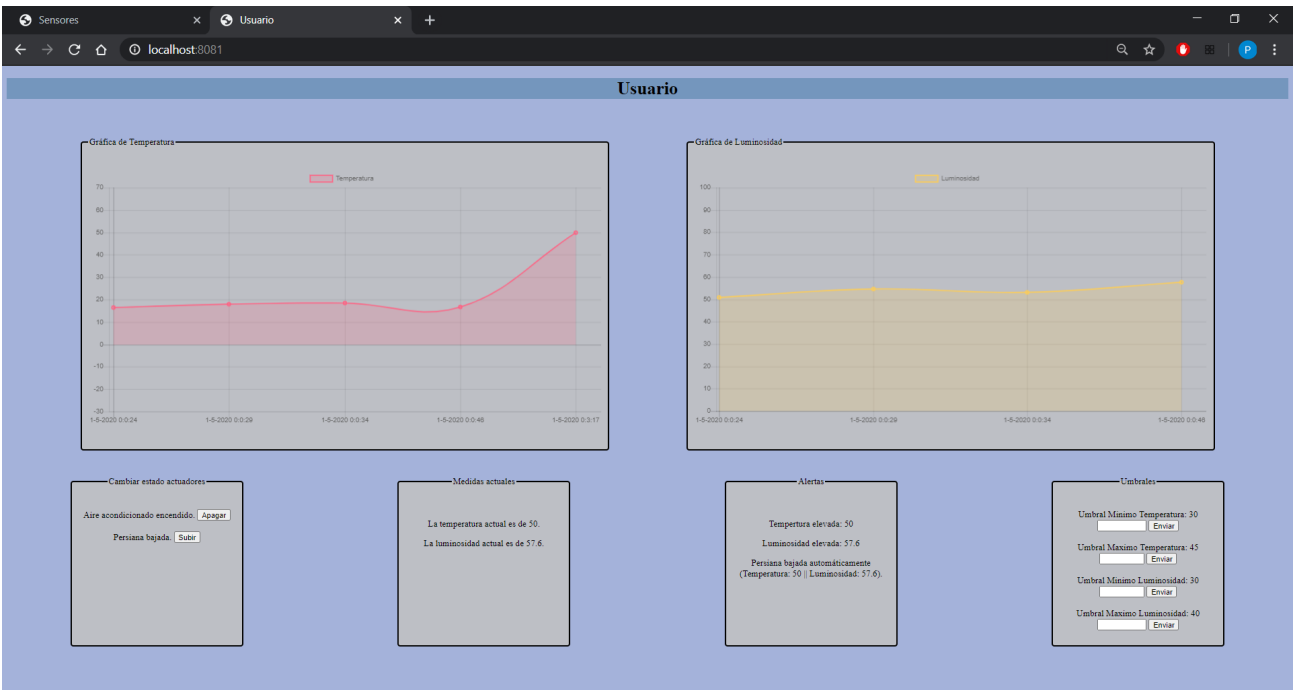 Sensores
Usuario
localhost:8081
P
Usuario
Gráfica de Temperatura
Temperatura
70
60
50
40
30
20
10
0
-10
-20
-30
1-5-2020 0:0:24
1-5-2020 0:0:29
1-5-2020 0:0:34
1-5-2020 0:0:46
1-5-2020 0:3:17
Gráfica de Luminosidad
Luminosidad
100
90
80
70
60
50
40
30
20
10
0
1-5-2020 0:0:24
1-5-2020 0:0:29
1-5-2020 0:0:34
1-5-2020 0:0:46
Cambiar estado actuadores
Aire acondicionado encendido. Apagar
Persiana bajada. Subir
Medidas actuales
La temperatura actual es de 50.
La luminosidad actual es de 57.6.
Alertas
Tempertura elevada: 50
Luminosidad elevada: 57.6
Persiana bajada automáticamente
(Temperatura: 50 || Luminosidad: 57.6).
Umbrales
Umbral Minimo Temperatura: 30
Enviar
Umbral Maximo Temperatura: 45
Enviar
Umbral Minimo Luminosidad: 30
Enviar
Umbral Maximo Luminosidad: 40
Enviar